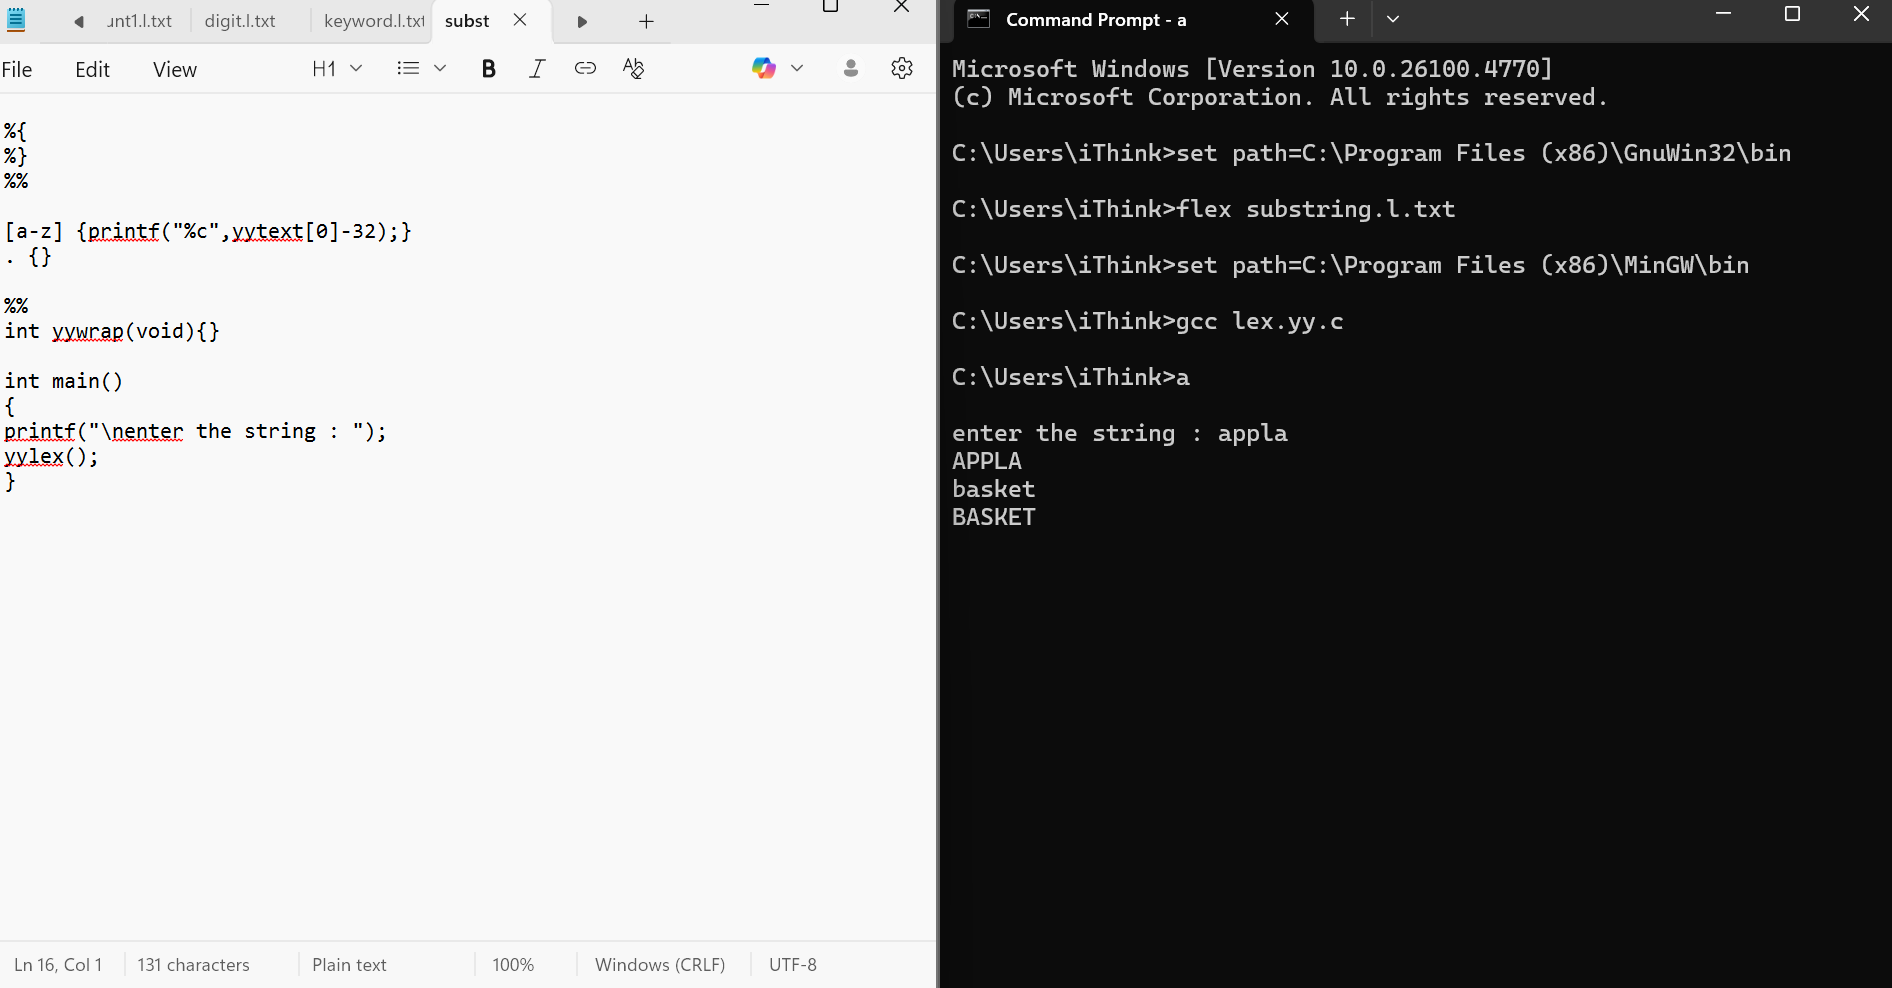 unt1.l.txt digit.l.txt keyword.l.txt subst
File Edit View H1 B I
%{
%}
%%
[a-z] {printf("%c",yytext[0]-32);}
. {}
%%
int yywrap(void){}
int main()
{
printf("\nenter the string : ");
yylex();
}
Ln 16, Col 1 131 characters Plain text 100% Windows (CRLF) UTF-8
Command Prompt - a
Microsoft Windows [Version 10.0.26100.4770]
(c) Microsoft Corporation. All rights reserved.
C:\Users\iThink>set path=C:\Program Files (x86)\GnuWin32\bin
C:\Users\iThink>flex substring.l.txt
C:\Users\iThink>set path=C:\Program Files (x86)\MinGW\bin
C:\Users\iThink>gcc lex.yy.c
C:\Users\iThink>a
enter the string : appla
APPLA
basket
BASKET